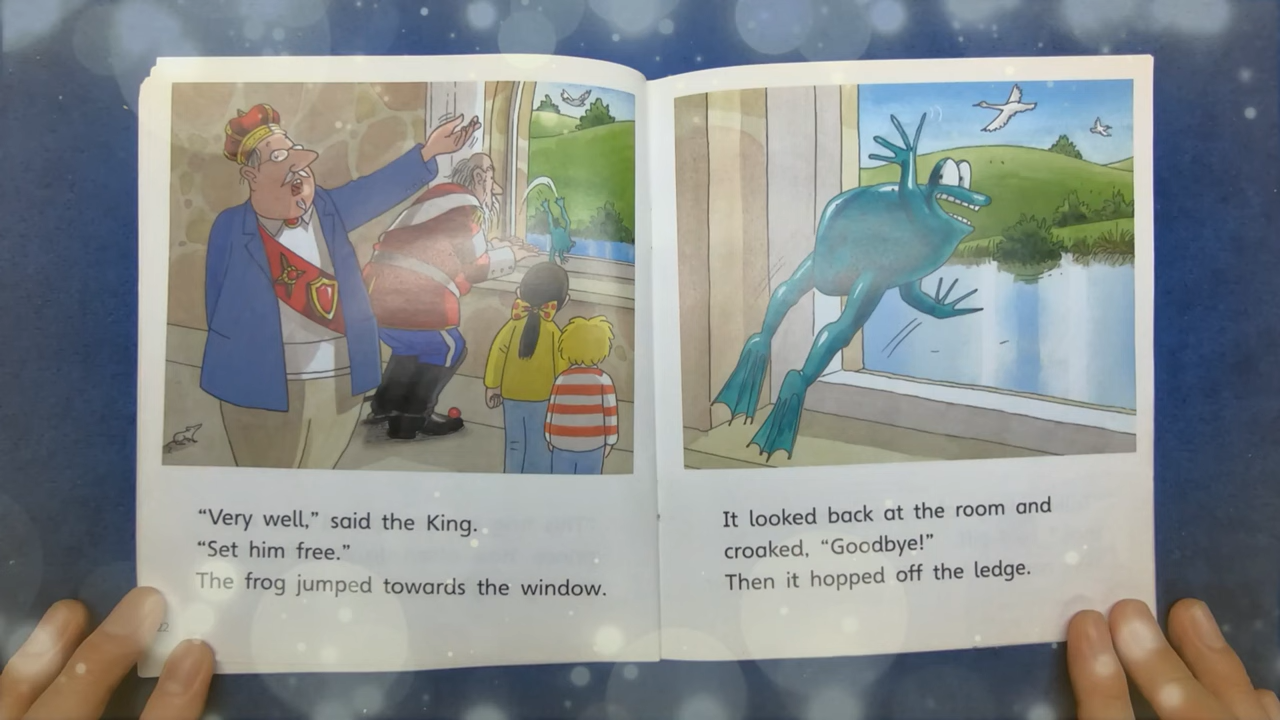 “Very well,” said the King.
“Set him free.”
The frog jumped towards the window.
22
It looked back at the room and
croaked, “Goodbye!”
Then it hopped off the ledge.